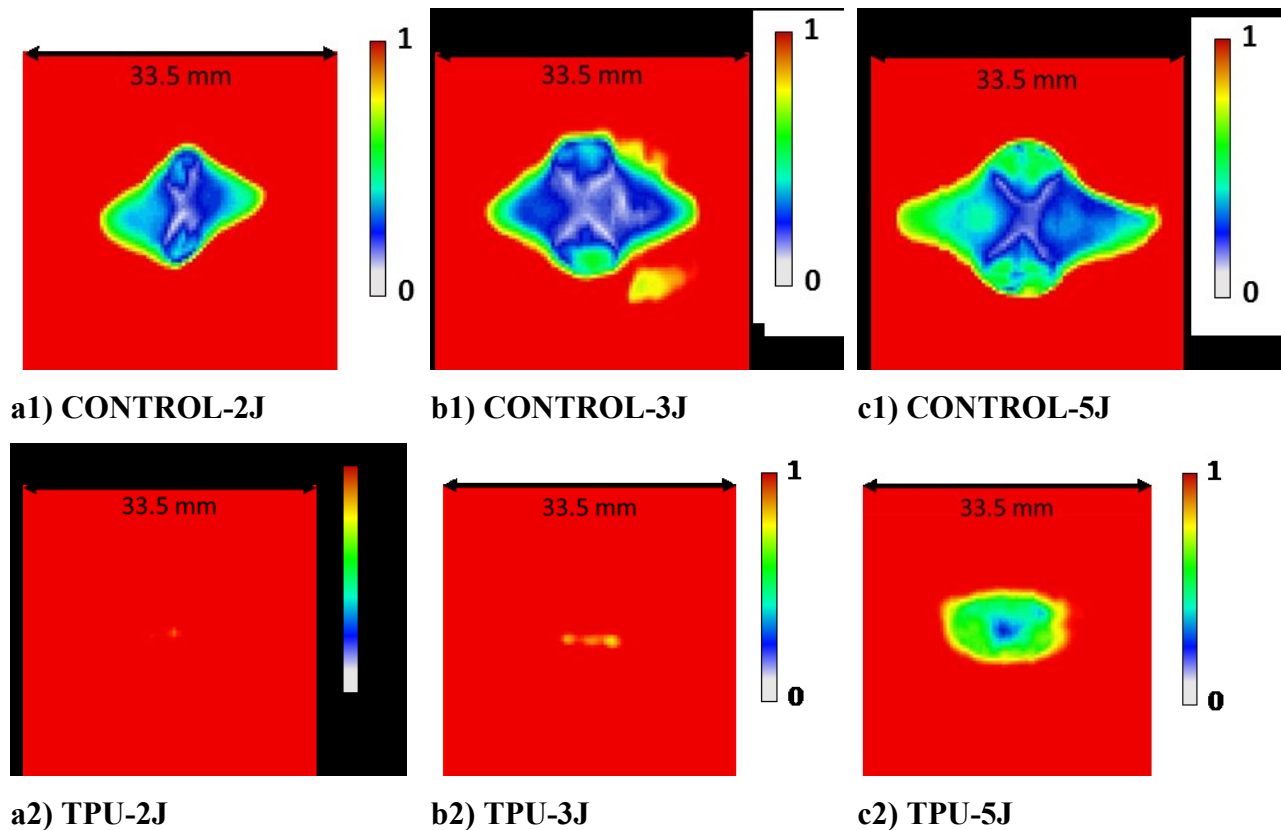 1
33.5 mm
0
1
33.5 mm
0
1
33.5 mm
0
a1) CONTROL-2J
b1) CONTROL-3J
c1) CONTROL-5J
33.5 mm
1
33.5 mm
0
1
33.5 mm
0
a2) TPU-2J
b2) TPU-3J
c2) TPU-5J